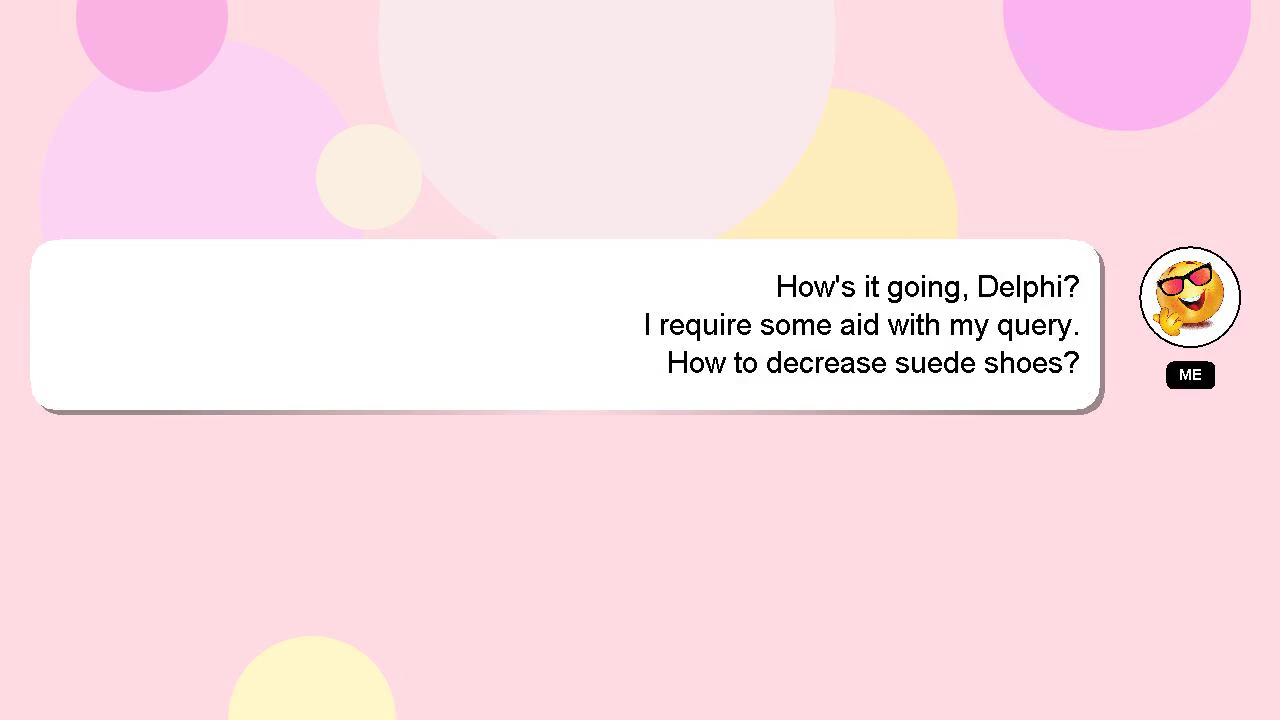 How's it going, Delphi?
I require some aid with my query.
How to decrease suede shoes?
ME